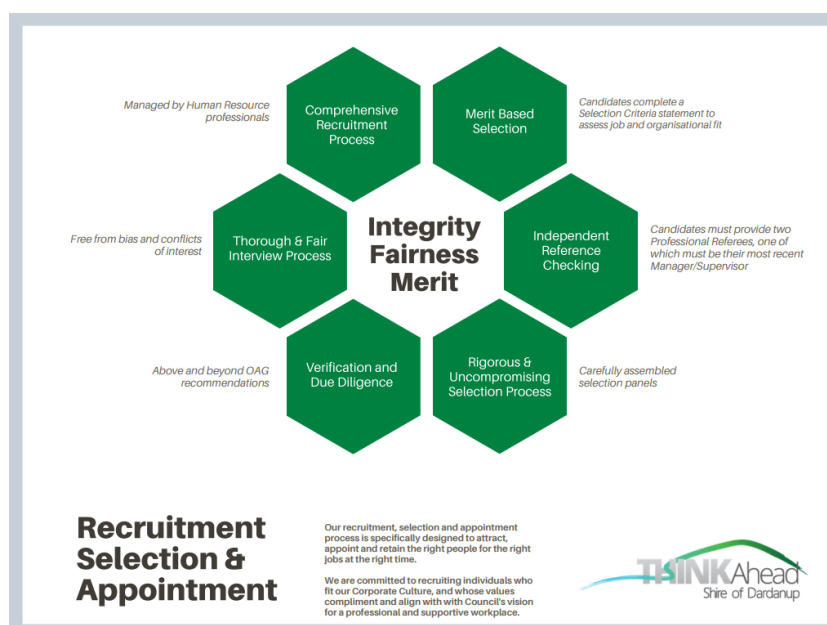 Managed by Human Resource
professionals
Comprehensive
Recruitment
Process
Merit Based
Selection
Candidates complete a
Selection Criteria statement to
assess job and organisational fit
Free from bias and conflicts
of interest
Thorough & Fair
Interview Process
Integrity
Fairness
Merit
Independent
Reference
Checking
Candidates must provide two
Professional Referees, one of
which must be their most recent
Manager/Supervisor
Above and beyond OAG
recommendations
Verification and
Due Diligence
Rigorous &
Uncompromising
Selection Process
Carefully assembled
selection panels
Recruitment
Selection &
Appointment
Our recruitment, selection and appointment
process is specifically designed to attract,
appoint and retain the right people for the right
jobs at the right time.
We are committed to recruiting individuals who
fit our Corporate Culture, and whose values
compliment and align with with Council's vision
for a professional and supportive workplace.
THINKAhead
Shire of Dardanup